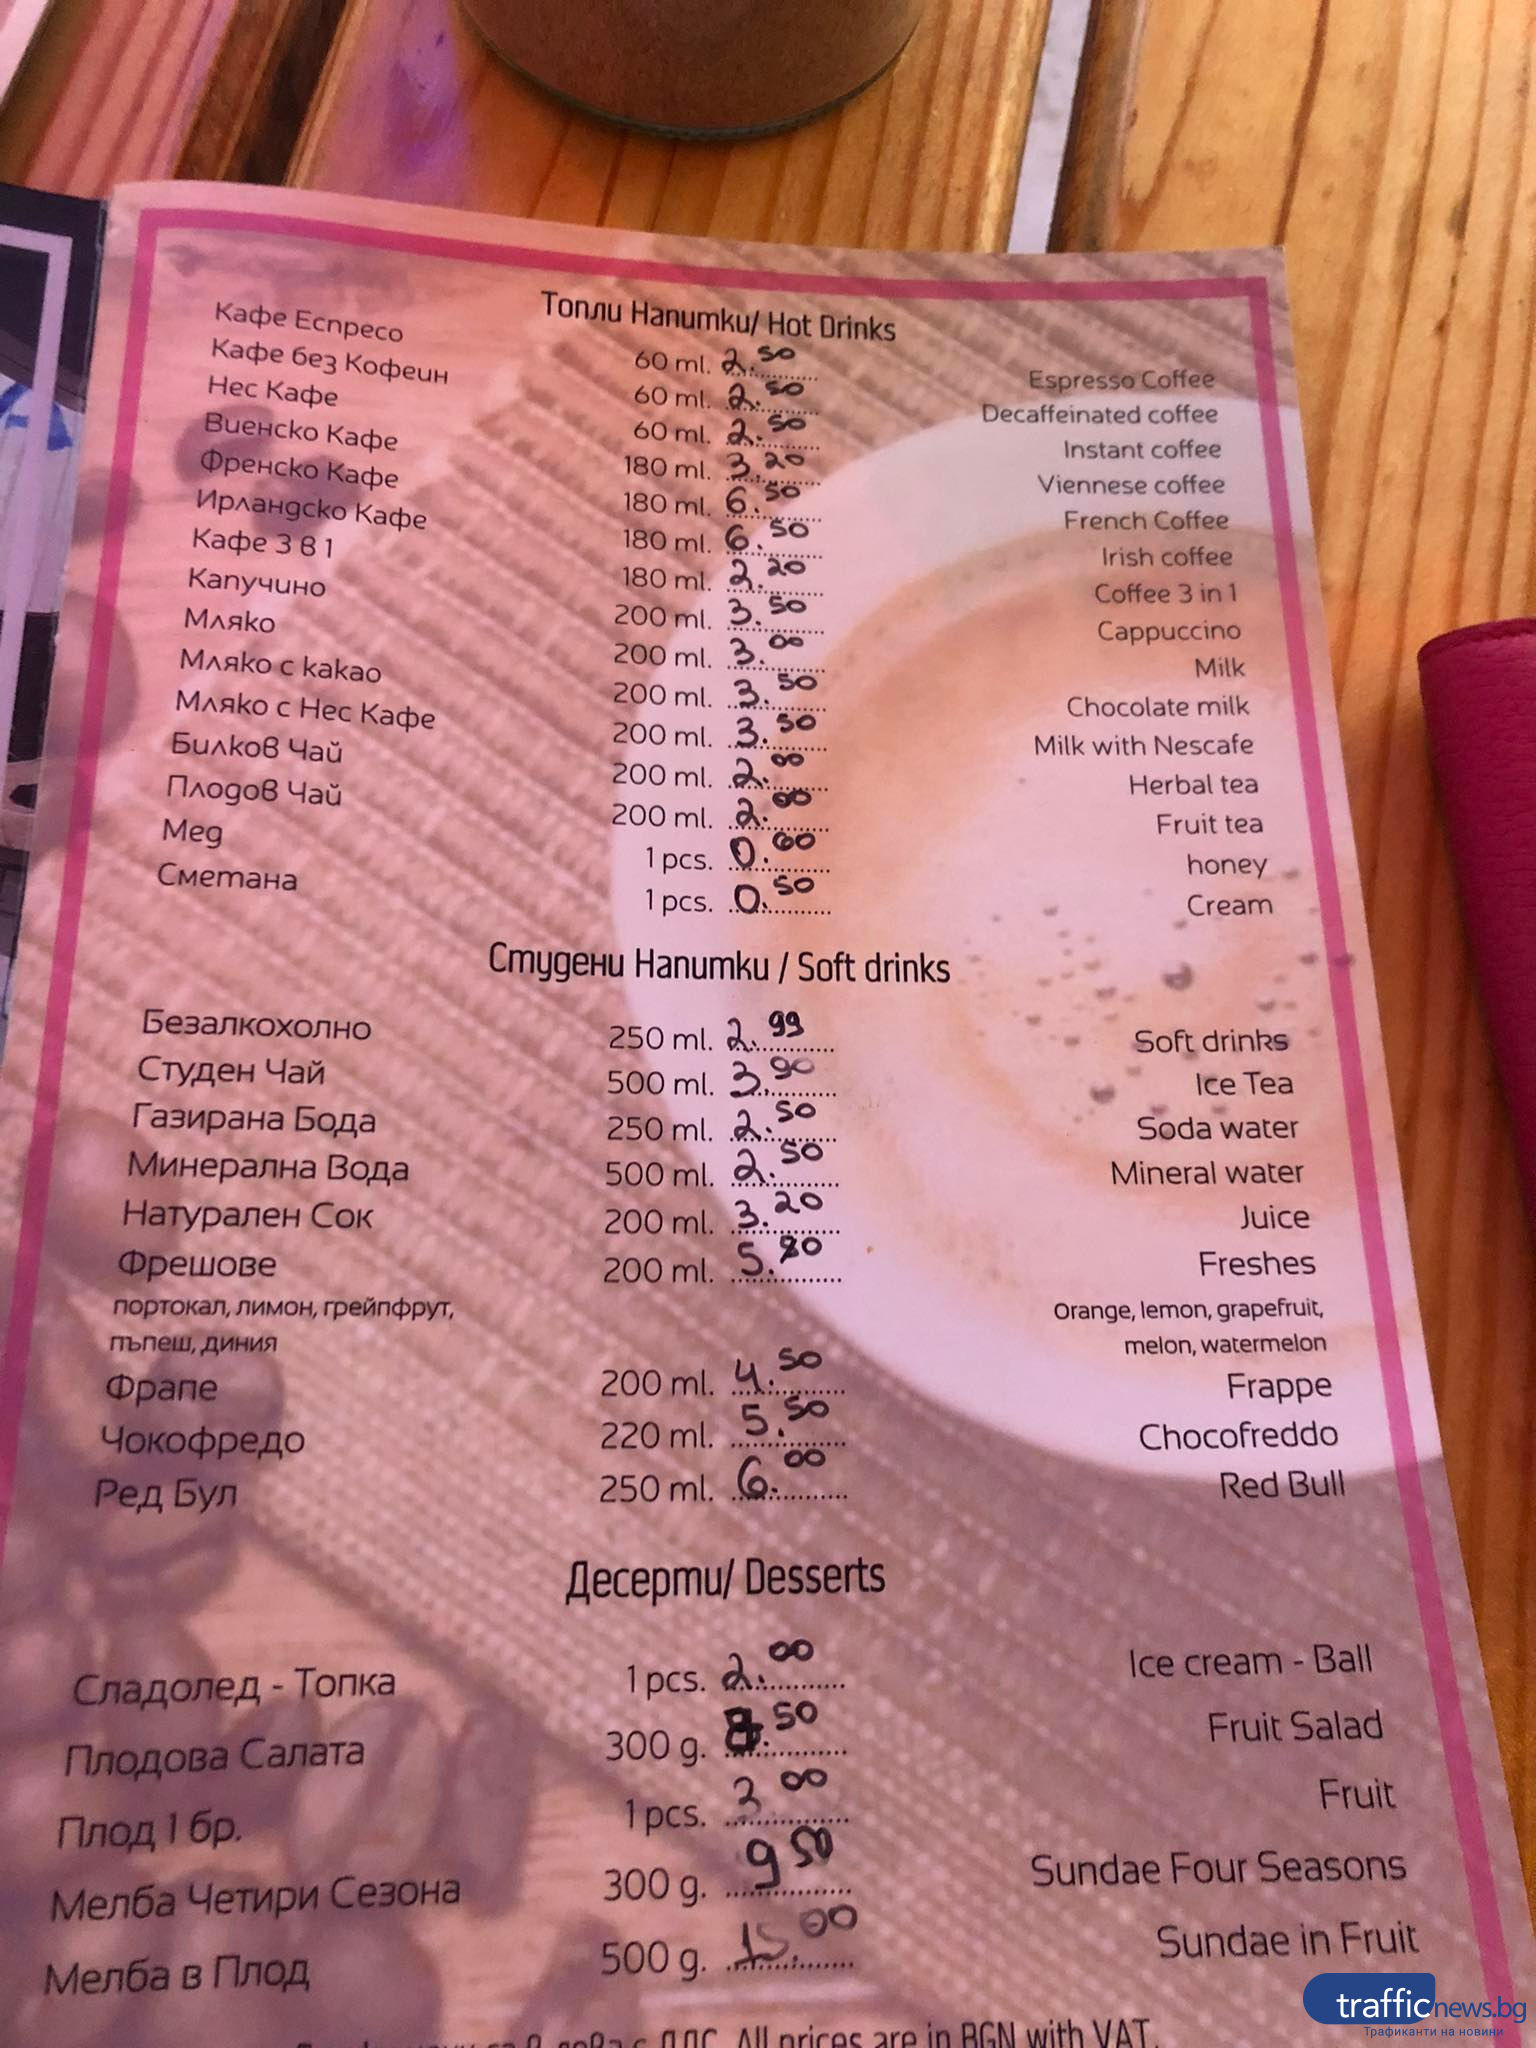 Топли Напитки/ Hot Drinks
Кафе Еспресо 60 ml. 2.50 Espresso Coffee
Кафе без Кофеин 60 ml. 2.50 Decaffeinated coffee
Нес Кафе 60 ml. 2.50 Instant coffee
Виенско Кафе 180 ml. 3.20 Viennese coffee
Френско Кафе 180 ml. 6.50 French Coffee
Ирландско Кафе 180 ml. 6.50 Irish coffee
Кафе 3 в 1 180 ml. 2.20 Coffee 3 in 1
Капучино 200 ml. 3.50 Cappuccino
Мляко 200 ml. 3.00 Milk
Мляко с какао 200 ml. 3.50 Chocolate milk
Мляко с Нес Кафе 200 ml. 3.50 Milk with Nescafe
Билков Чай 200 ml. 2.00 Herbal tea
Плодов Чай 200 ml. 2.00 Fruit tea
Мед 1 pcs. 0.60 honey
Сметана 1 pcs. 0.50 Cream
Студени Напитки / Soft drinks
Безалкохолно 250 ml. 2.99 Soft drinks
Студен Чай 500 ml. 3.90 Ice Tea
Газирана Бода 250 ml. 2.50 Soda water
Минерална Вода 500 ml. 2.50 Mineral water
Натурален Сок 200 ml. 3.20 Juice
Фрешове 200 ml. 5. Freshes
портокал, лимон, грейпфрут, Orange, lemon, grapefruit,
пъпеш, диния melon, watermelon
Фрапе 200 ml. 4.50 Frappe
Чокофредо 220 ml. 5.50 Chocofreddo
Ред Бул 250 ml. 6.00 Red Bull
Десерти/ Desserts
Сладолед - Топка 1 pcs. 2.00 Ice cream - Ball
Плодова Салата 300 g. 8.50 Fruit Salad
Плод 1 бр. 1 pcs. 2 00 Fruit
Мелба Четири Сезона 300 g. 9 50 Sundae Four Seasons
Мелба в Плод 500 g. 15.00 Sundae in Fruit
с ДДС. All prices are in BGN with VAT.
trafficnews.bg
Трафиканти на новини